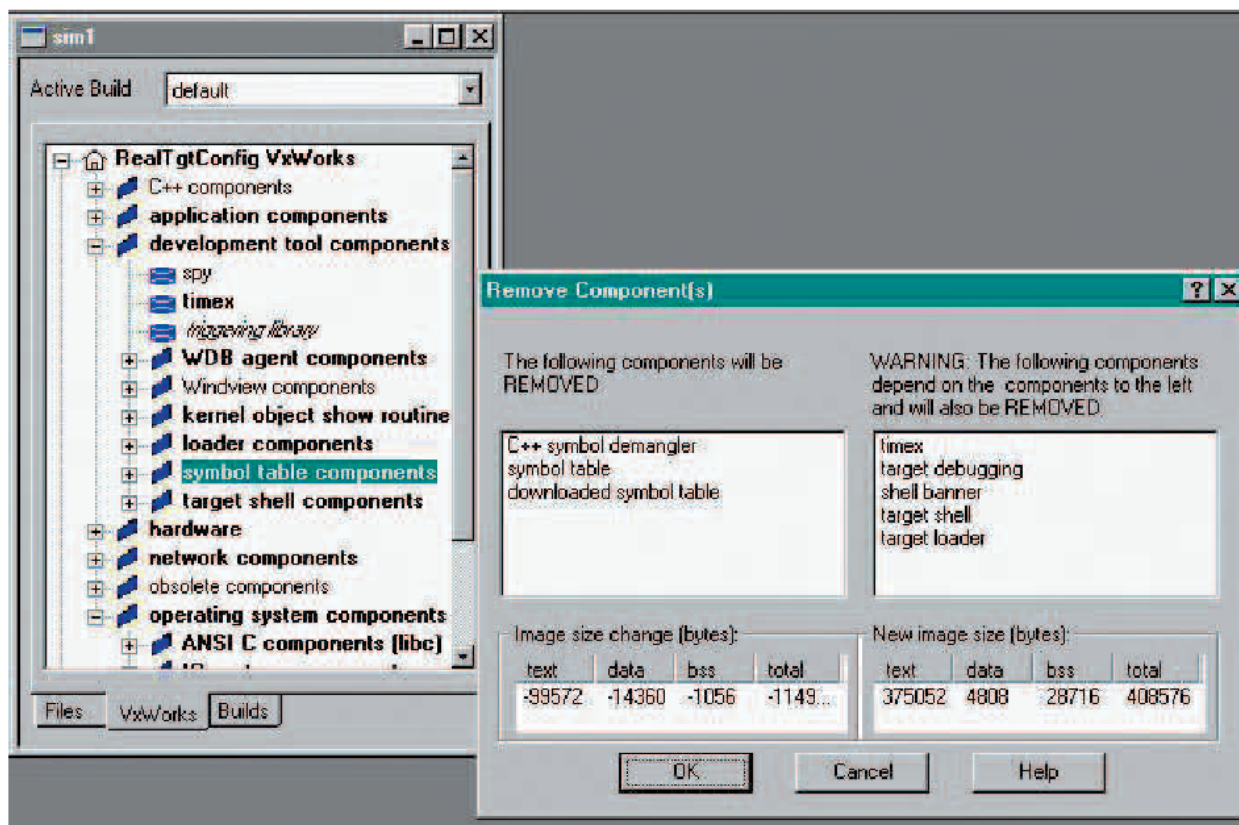 sim1
Active Build
default
RealTgtConfig VxWorks
C++ components
application components
development tool components
spy
timex
triggering library
WDB agent components
Windview components
kernel object show routine
loader components
symbol table components
target shell components
hardware
network components
obsolete components
operating system components
ANSI C components (libc)
Files
VxWorks
Builds
Remove Component(s)
The following components will be
REMOVED
C++ symbol demangler
symbol table
downloaded symbol table
WARNING: The following components
depend on the components to the left
and will also be REMOVED
timex
target debugging
shell banner
target shell
target loader
Image size change (bytes):
text data bss total
-99572 -14360 -1056 -1149...
New image size (bytes):
text data bss total
375052 4808 28716 408576
OK
Cancel
Help